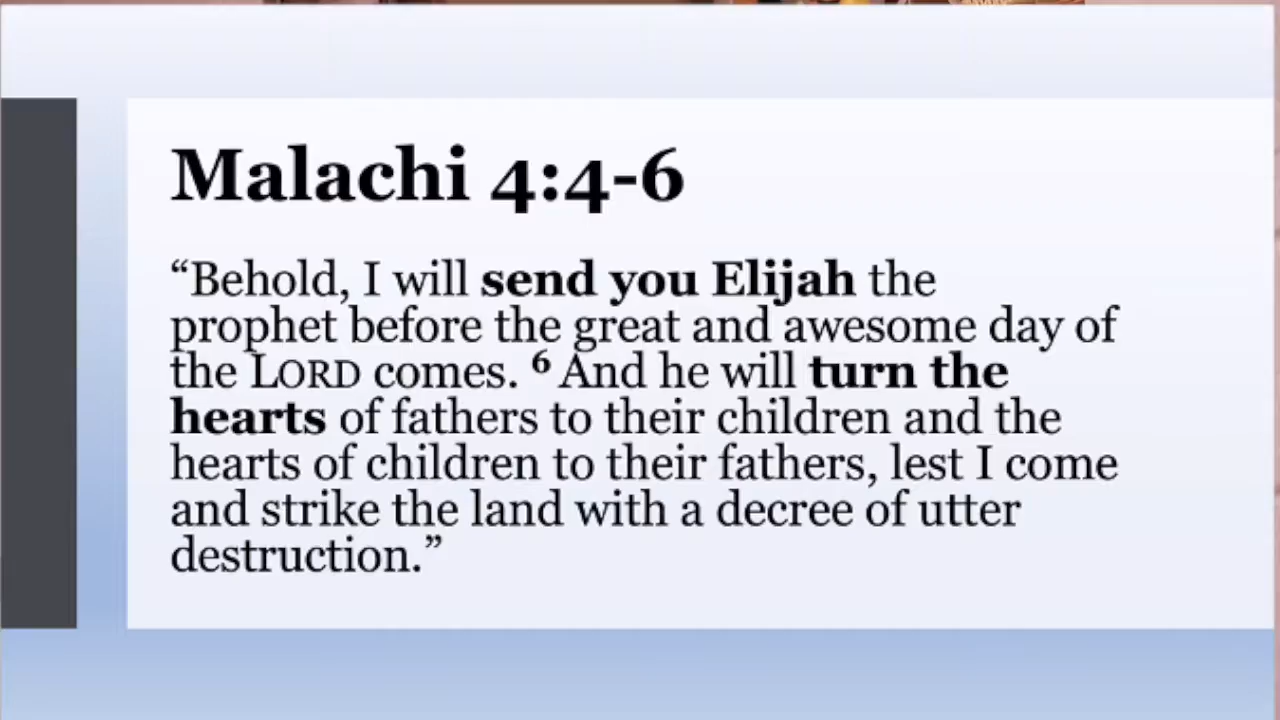 Malachi 4:4-6
“Behold, I will send you Elijah the
prophet before the great and awesome day of
the LORD comes. 6 And he will turn the
hearts of fathers to their children and the
hearts of children to their fathers, lest I come
and strike the land with a decree of utter
destruction.”